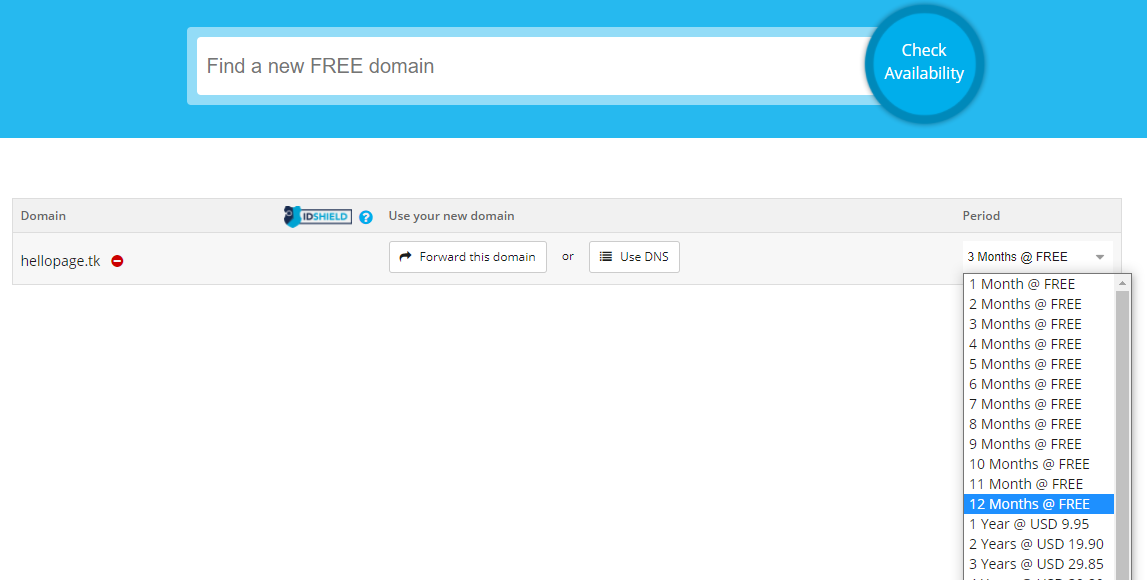 Find a new FREE domain
Check
Availability
Domain
IDSHIELD
?
Use your new domain
Period
hellopage.tk
Forward this domain
or
Use DNS
3 Months @ FREE
1 Month @ FREE
2 Months @ FREE
3 Months @ FREE
4 Months @ FREE
5 Months @ FREE
6 Months @ FREE
7 Months @ FREE
8 Months @ FREE
9 Months @ FREE
10 Months @ FREE
11 Month @ FREE
12 Months @ FREE
1 Year @ USD 9.95
2 Years @ USD 19.90
3 Years @ USD 29.85